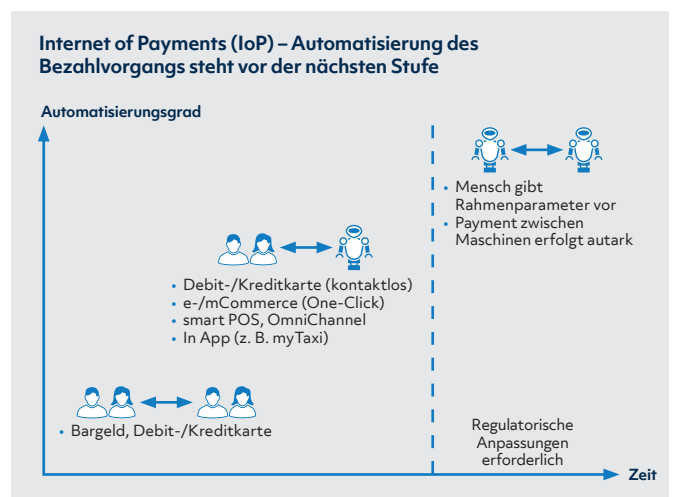 Internet of Payments (IoP) – Automatisierung des
Bezahlvorgangs steht vor der nächsten Stufe
Automatisierungsgrad
• Mensch gibt
Rahmenparameter vor
• Payment zwischen
Maschinen erfolgt autark
• Debit-/Kreditkarte (kontaktlos)
• e-/mCommerce (One-Click)
• smart POS, OmniChannel
• In App (z. B. myTaxi)
• Bargeld, Debit-/Kreditkarte
Regulatorische
Anpassungen
erforderlich
Zeit